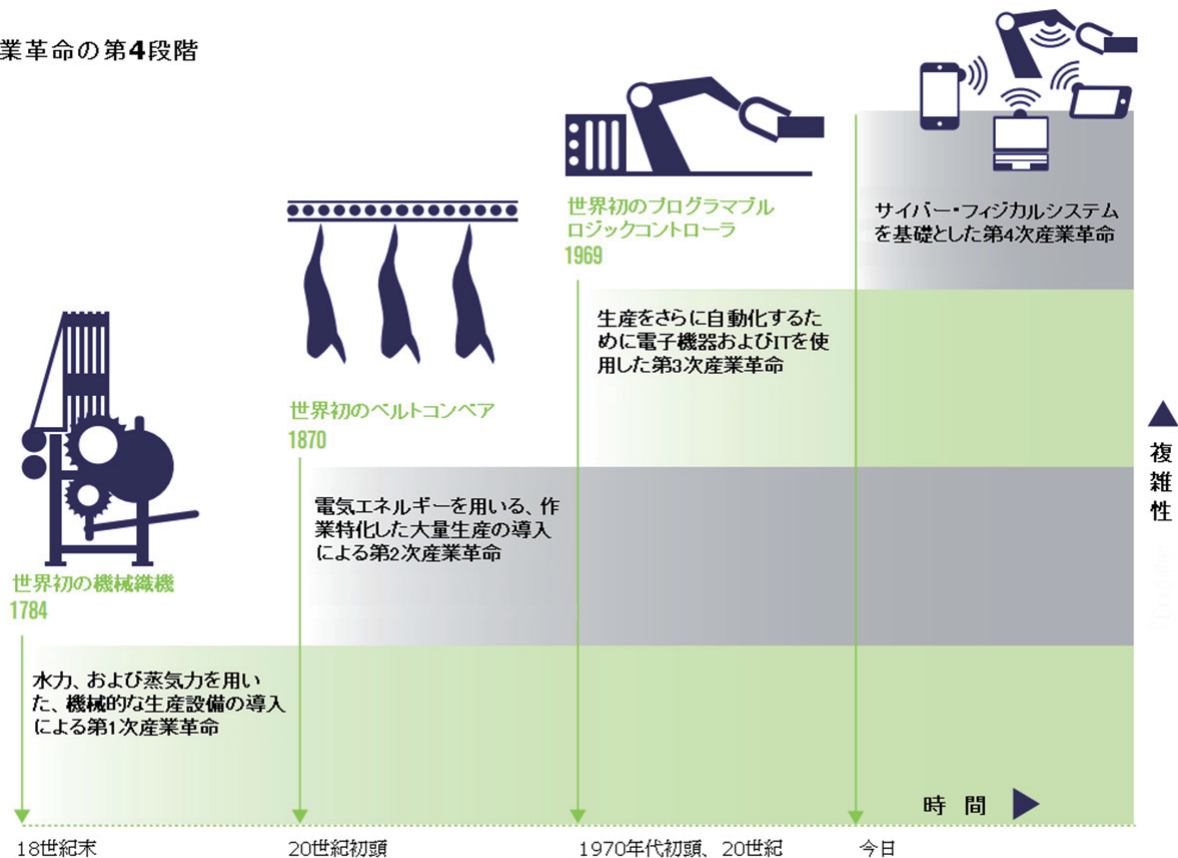 業革命の第4段階
世界初のプログラマブル
ロジックコントローラ
1969
サイバー・フィジカルシステム
を基礎とした第4次産業革命
生産をさらに自動化するた
めに電子機器およびITを使
用した第3次産業革命
世界初のベルトコンベア
1870
電気エネルギーを用いる、作
業特化した大量生産の導入
による第2次産業革命
世界初の機械織機
1784
水力、および蒸気力を用い
た、機械的な生産設備の導入
による第1次産業革命
複雑性
時間
18世紀末
20世紀初頭
1970年代初頭、20世紀
今日